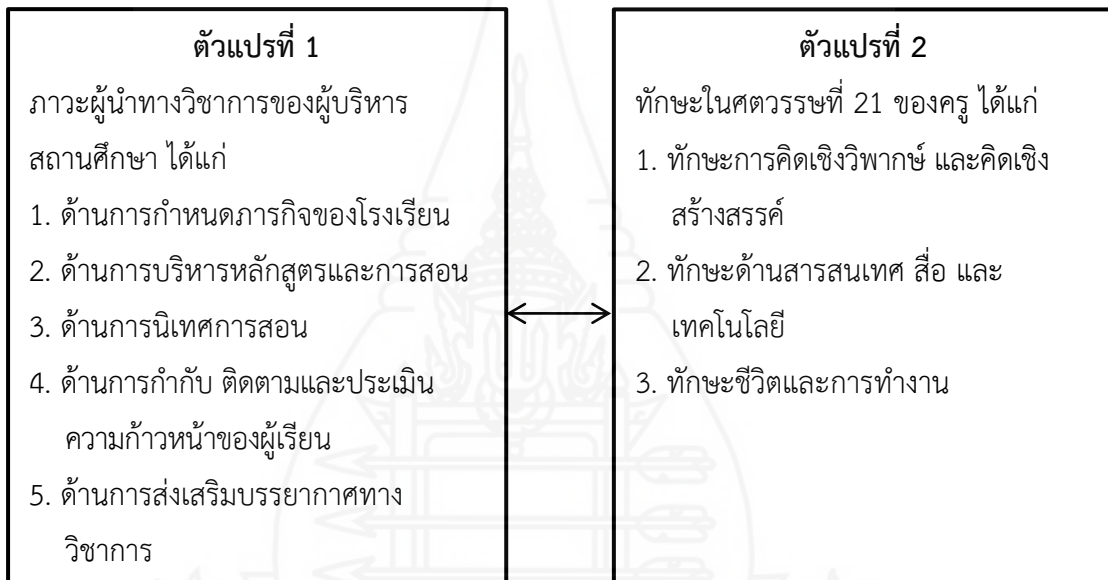 ตัวแปรที่ 1
ภาวะผู้นำทางวิชาการของผู้บริหาร
สถานศึกษา ได้แก่
1. ด้านการกำหนดภารกิจของโรงเรียน
2. ด้านการบริหารหลักสูตรและการสอน
3. ด้านการนิเทศการสอน
4. ด้านการกำกับ ติดตามและประเมิน
ความก้าวหน้าของผู้เรียน
5. ด้านการส่งเสริมบรรยากาศทาง
วิชาการ
ตัวแปรที่ 2
ทักษะในศตวรรษที่ 21 ของครู ได้แก่
1. ทักษะการคิดเชิงวิพากษ์ และคิดเชิง
สร้างสรรค์
2. ทักษะด้านสารสนเทศ สื่อ และ
เทคโนโลยี
3. ทักษะชีวิตและการทำงาน